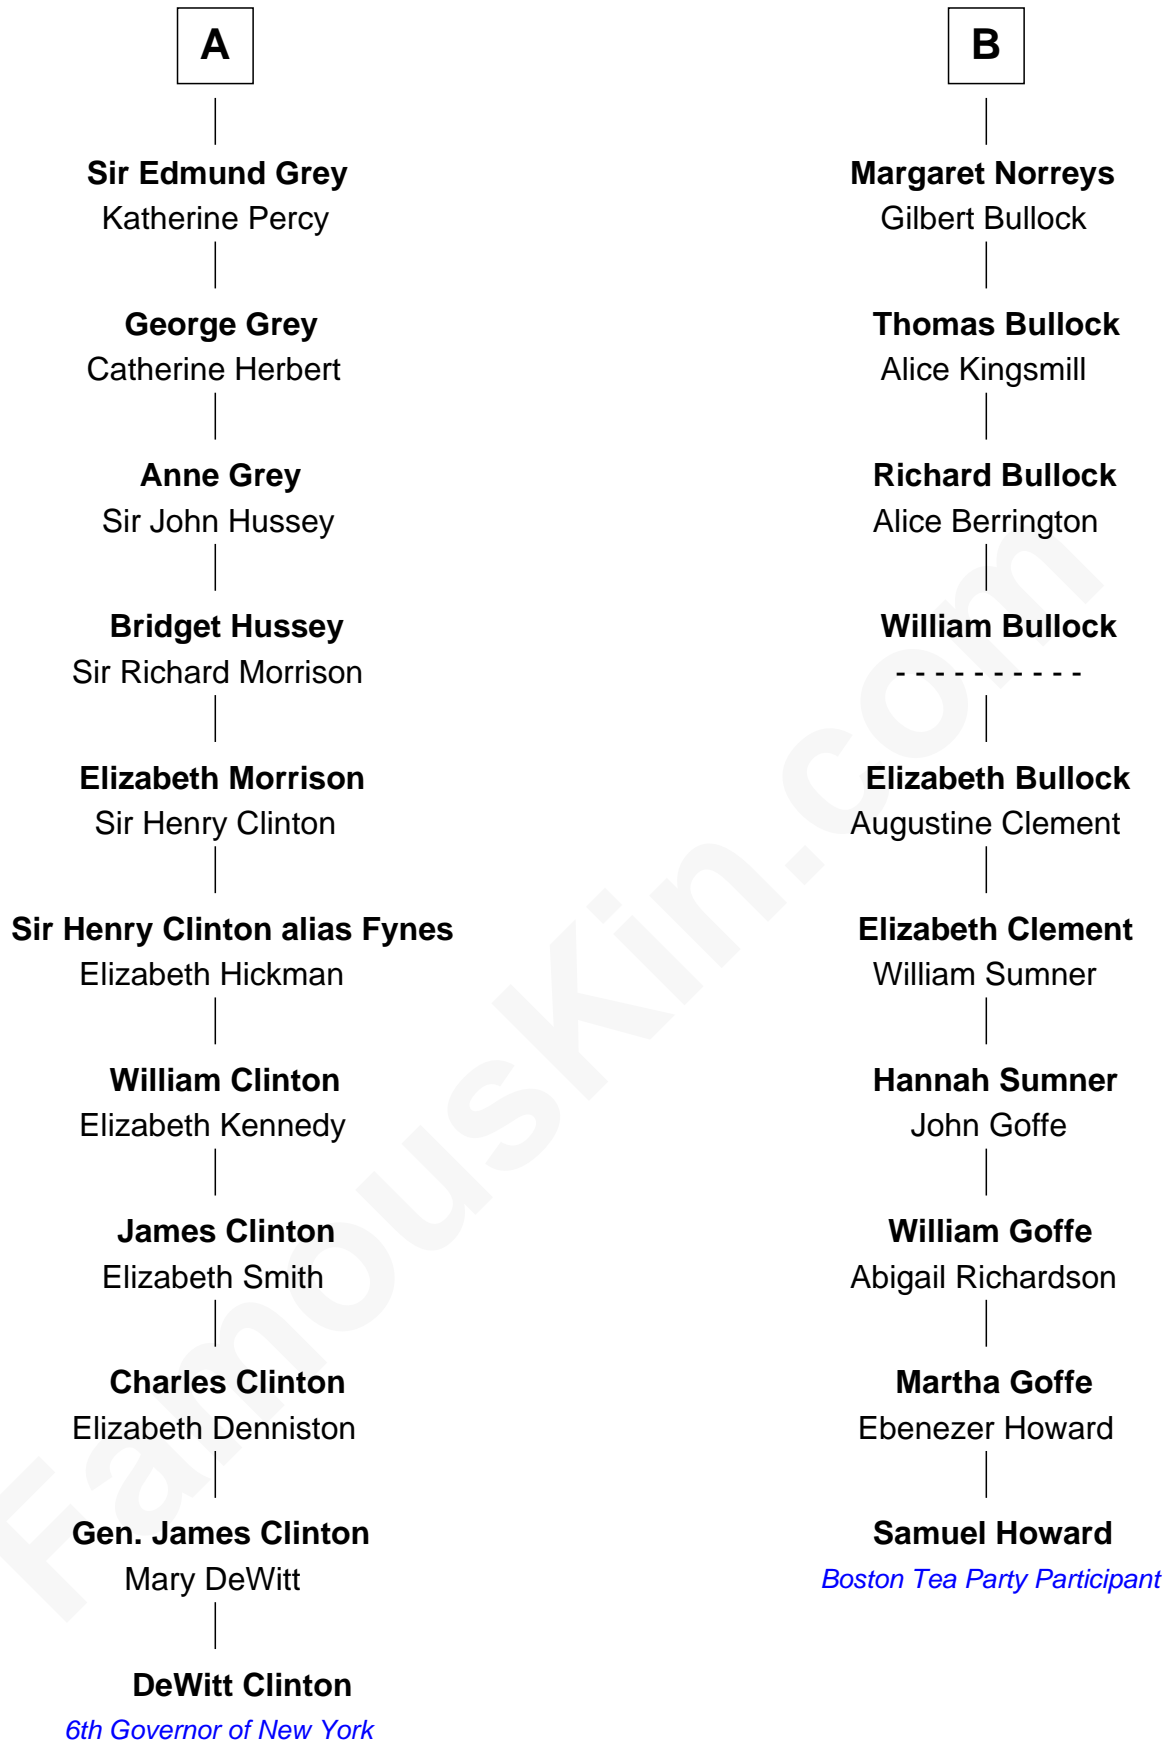 A
Sir Edmund Grey
Katherine Percy
George Grey
Catherine Herbert
Anne Grey
Sir John Hussey
Bridget Hussey
Sir Richard Morrison
Elizabeth Morrison
Sir Henry Clinton
Sir Henry Clinton alias Fynes
Elizabeth Hickman
William Clinton
Elizabeth Kennedy
James Clinton
Elizabeth Smith
Charles Clinton
Elizabeth Denniston
Gen. James Clinton
Mary DeWitt
DeWitt Clinton
6th Governor of New York
B
Margaret Norreys
Gilbert Bullock
Thomas Bullock
Alice Kingsmill
Richard Bullock
Alice Berrington
William Bullock
- - - - - - - - - -
Elizabeth Bullock
Augustine Clement
Elizabeth Clement
William Sumner
Hannah Sumner
John Goffe
William Goffe
Abigail Richardson
Martha Goffe
Ebenezer Howard
Samuel Howard
Boston Tea Party Participant
FamousKin.com